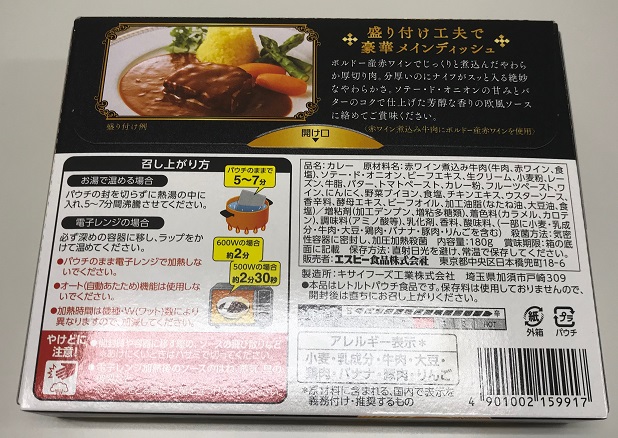 盛り付け工夫で
豪華メインディッシュ
ボルドー産赤ワインでじっくりと煮込んだやわら
か厚切り肉。分厚いのにナイフがスッと入る絶妙
なやわらかさ。ソテー・ド・オニオンの甘みとバ
ターのコクで仕上げた芳醇な香りの欧風ソース
に絡めてご賞味ください。
〈赤ワイン煮込み牛肉にボルドー産赤ワインを使用〉
盛り付け例
開け口
召し上がり方
お湯で温める場合
パウチの封を切らずに熱湯の中に
入れ、5～7分間沸騰させてください。
パウチのままで
5～7分
電子レンジの場合
必ず深めの容器に移し、ラップをか
けて温めてください。
●パウチのまま電子レンジで加熱しな
いでください。
●オート(自動あたため)機能は使用しな
いでください。
●加熱時間は機種・W(ワット)数により
異なりますので、加減してください。
600Wの場合
約2分
500Wの場合
約2分30秒
やけどに
注意!
品名:カレー 原材料名:赤ワイン煮込み牛肉(牛肉、赤ワイン、食
塩)、ソテー・ド・オニオン、ビーフエキス、生クリーム、小麦粉、レー
ズン、牛脂、バター、トマトペースト、カレー粉、フルーツペースト、ワ
イン、にんにく、野菜ブイヨン、食塩、チキンエキス、ウスターソース、
香辛料、酵母エキス、ビーフオイル、加工油脂(なたね油、大豆油、食
塩)/増粘剤(加工デンプン、増粘多糖類)、着色料(カラメル、カロテ
ン)、調味料(アミノ酸等)、乳化剤、香料、酸味料、(一部に小麦・乳成
分・牛肉・大豆・鶏肉・バナナ・豚肉・りんごを含む) 殺菌方法:気密
性容器に密封し、加圧加熱殺菌 内容量:180g 賞味期限:箱の底
面に記載 保存方法:直射日光を避け、常温で保存してください。
販売者:エスビー食品株式会社 東京都中央区日本橋兜町18-6
製造所:キサイフーズ工業株式会社 埼玉県加須市戸崎309
●本品はレトルトパウチ食品です。保存料は使用しておりませんので、
開封後は直ちにお召し上がりください。
5
辛
HOT
紙
外箱
プラ
パウチ
アレルギー表示※
小麦・乳成分・牛肉・大豆・
鶏肉・バナナ・豚肉・りんご
※原材料に含まれる、国内で表示を
義務付け・推奨するもの
4 901002 159917